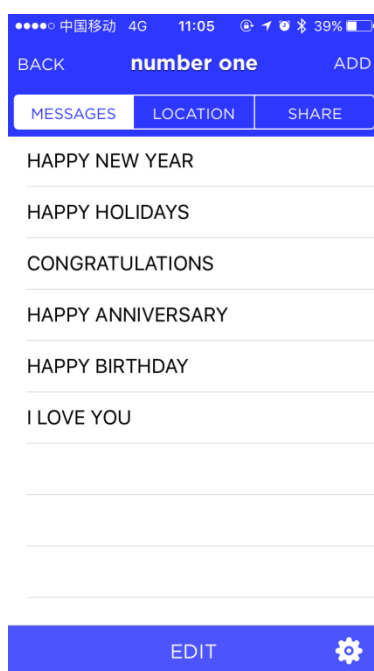 中国移动 4G 11:05 39%
BACK number one ADD
MESSAGES LOCATION SHARE
HAPPY NEW YEAR
HAPPY HOLIDAYS
CONGRATULATIONS
HAPPY ANNIVERSARY
HAPPY BIRTHDAY
I LOVE YOU
EDIT